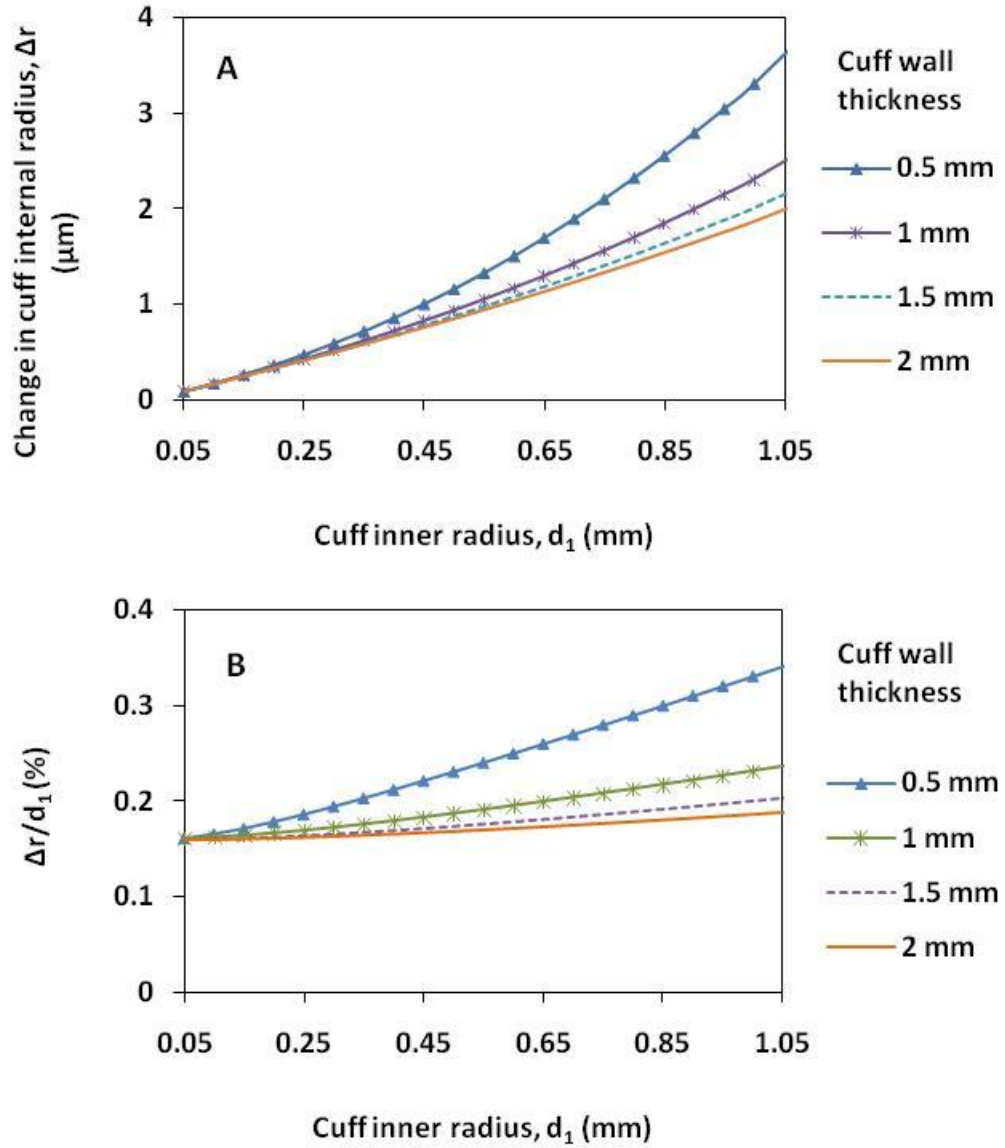 Change in cuff internal radius, Δr
(μm)
4
3
2
1
0
A
0.05 0.25 0.45 0.65 0.85 1.05
Cuff inner radius, d₁ (mm)
Cuff wall
thickness
0.5 mm
1 mm
1.5 mm
2 mm
Δr/d₁ (%)
0.4
0.3
0.2
0.1
0
B
0.05 0.25 0.45 0.65 0.85 1.05
Cuff inner radius, d₁ (mm)
Cuff wall
thickness
0.5 mm
1 mm
1.5 mm
2 mm